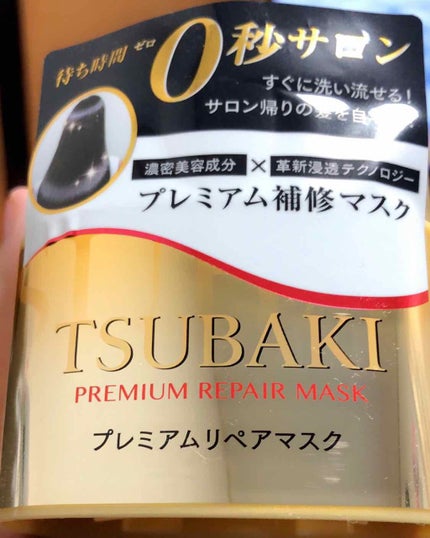 待ち時間 ゼロ 0秒サロン
すぐに洗い流せる!
サロン帰りの髪を自
濃密美容成分 × 革新浸透テクノロジー
プレミアム補修マスク
TSUBAKI
PREMIUM REPAIR MASK
プレミアムリペアマスク